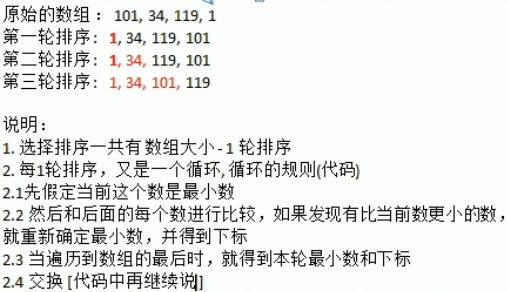 原始的数组： 101, 34, 119, 1
第一轮排序： 1, 34, 119, 101
第二轮排序： 1, 34, 119, 101
第三轮排序： 1, 34, 101, 119
说明：
1. 选择排序一共有数组大小 - 1 轮排序
2. 每1轮排序，又是一个循环, 循环的规则(代码)
2.1先假定当前这个数是最小数
2.2 然后和后面的每个数进行比较，如果发现有比当前数更小的数，
就重新确定最小数，并得到下标
2.3 当遍历到数组的最后时，就得到本轮最小数和下标
2.4 交换 [代码中再继续说]